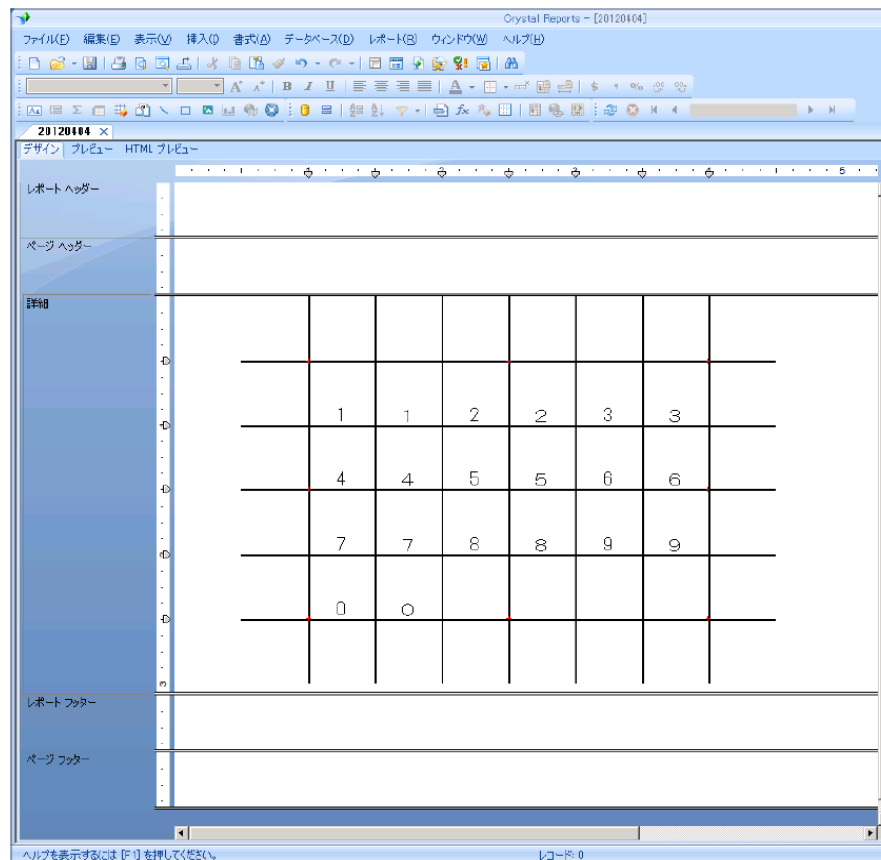 Crystal Reports - [20120404]
ファイル(F) 編集(E) 表示(V) 挿入(I) 書式(A) データベース(D) レポート(R) ウィンドウ(W) ヘルプ(H)
20120404
デザイン プレビュー HTML プレビュー
1 2 3 4 5
レポート ヘッダー
ページ ヘッダー
詳細
1 1 2 2 3 3
4 4 5 5 6 6
7 7 8 8 9 9
0 0
3
レポート フッター
ページ フッター
ヘルプを表示するには [F1] を押してください。 レコード: 0